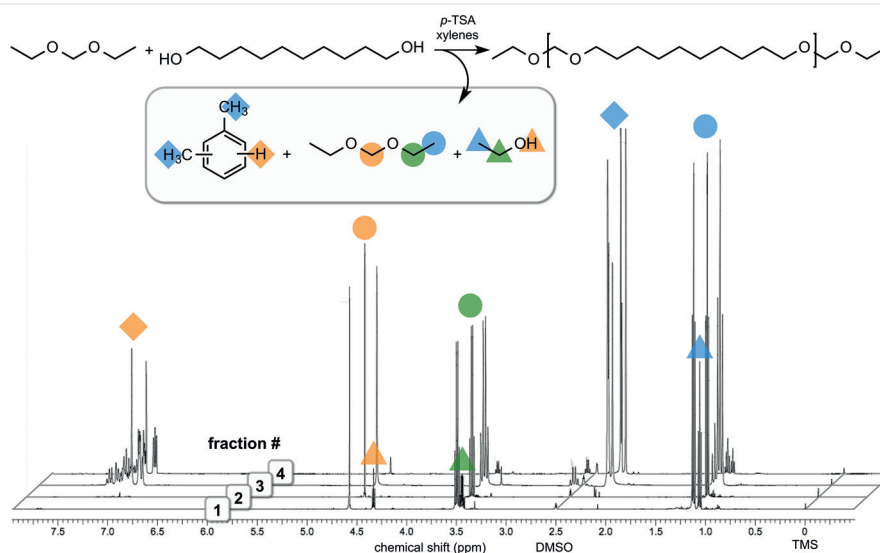 p-TSA
xylenes
O O + HO OH O O O O
CH3
H3C H + O O + OH
fraction #
4
3
2
1
7.5 7.0 6.5 6.0 5.5 5.0 4.5 4.0 3.5 3.0 2.5 2.0 1.5 1.0 0.5 0
chemical shift (ppm) DMSO TMS